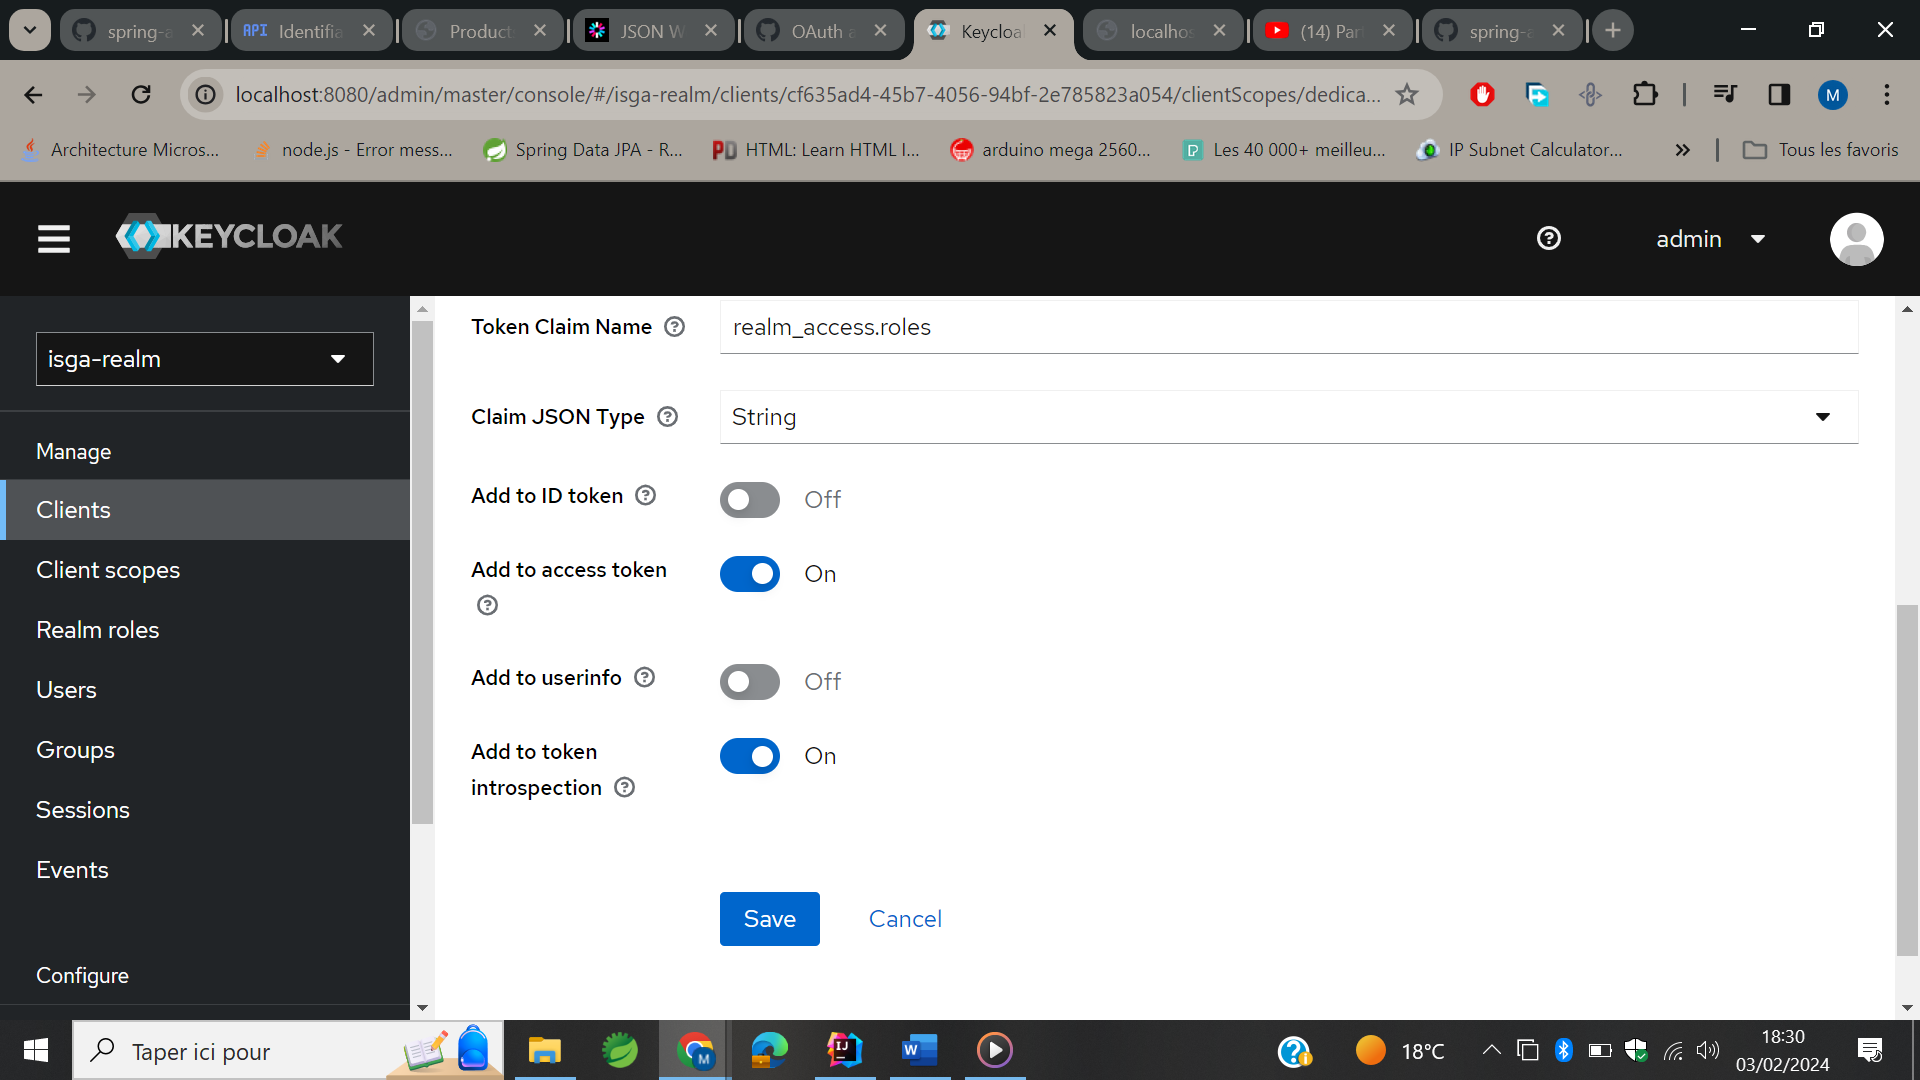 spring-a
API Identifia
Product
JSON W
OAuth a
Keycloa
localhos
(14) Par
spring-a
localhost:8080/admin/master/console/#/isga-realm/clients/cf635ad4-45b7-4056-94bf-2e785823a054/clientScopes/dedica...
M
Architecture Micros...
node.js - Error mess...
Spring Data JPA - R...
PD HTML: Learn HTML I...
arduino mega 2560...
Les 40 000+ meilleu...
IP Subnet Calculator...
»
Tous les favoris
KEYCLOAK
admin
isga-realm
Manage
Clients
Client scopes
Realm roles
Users
Groups
Sessions
Events
Configure
Token Claim Name
realm_access.roles
Claim JSON Type
String
Add to ID token
Off
Add to access token
On
Add to userinfo
Off
Add to token
introspection
On
Save
Cancel
Taper ici pour
18°C
18:30
03/02/2024